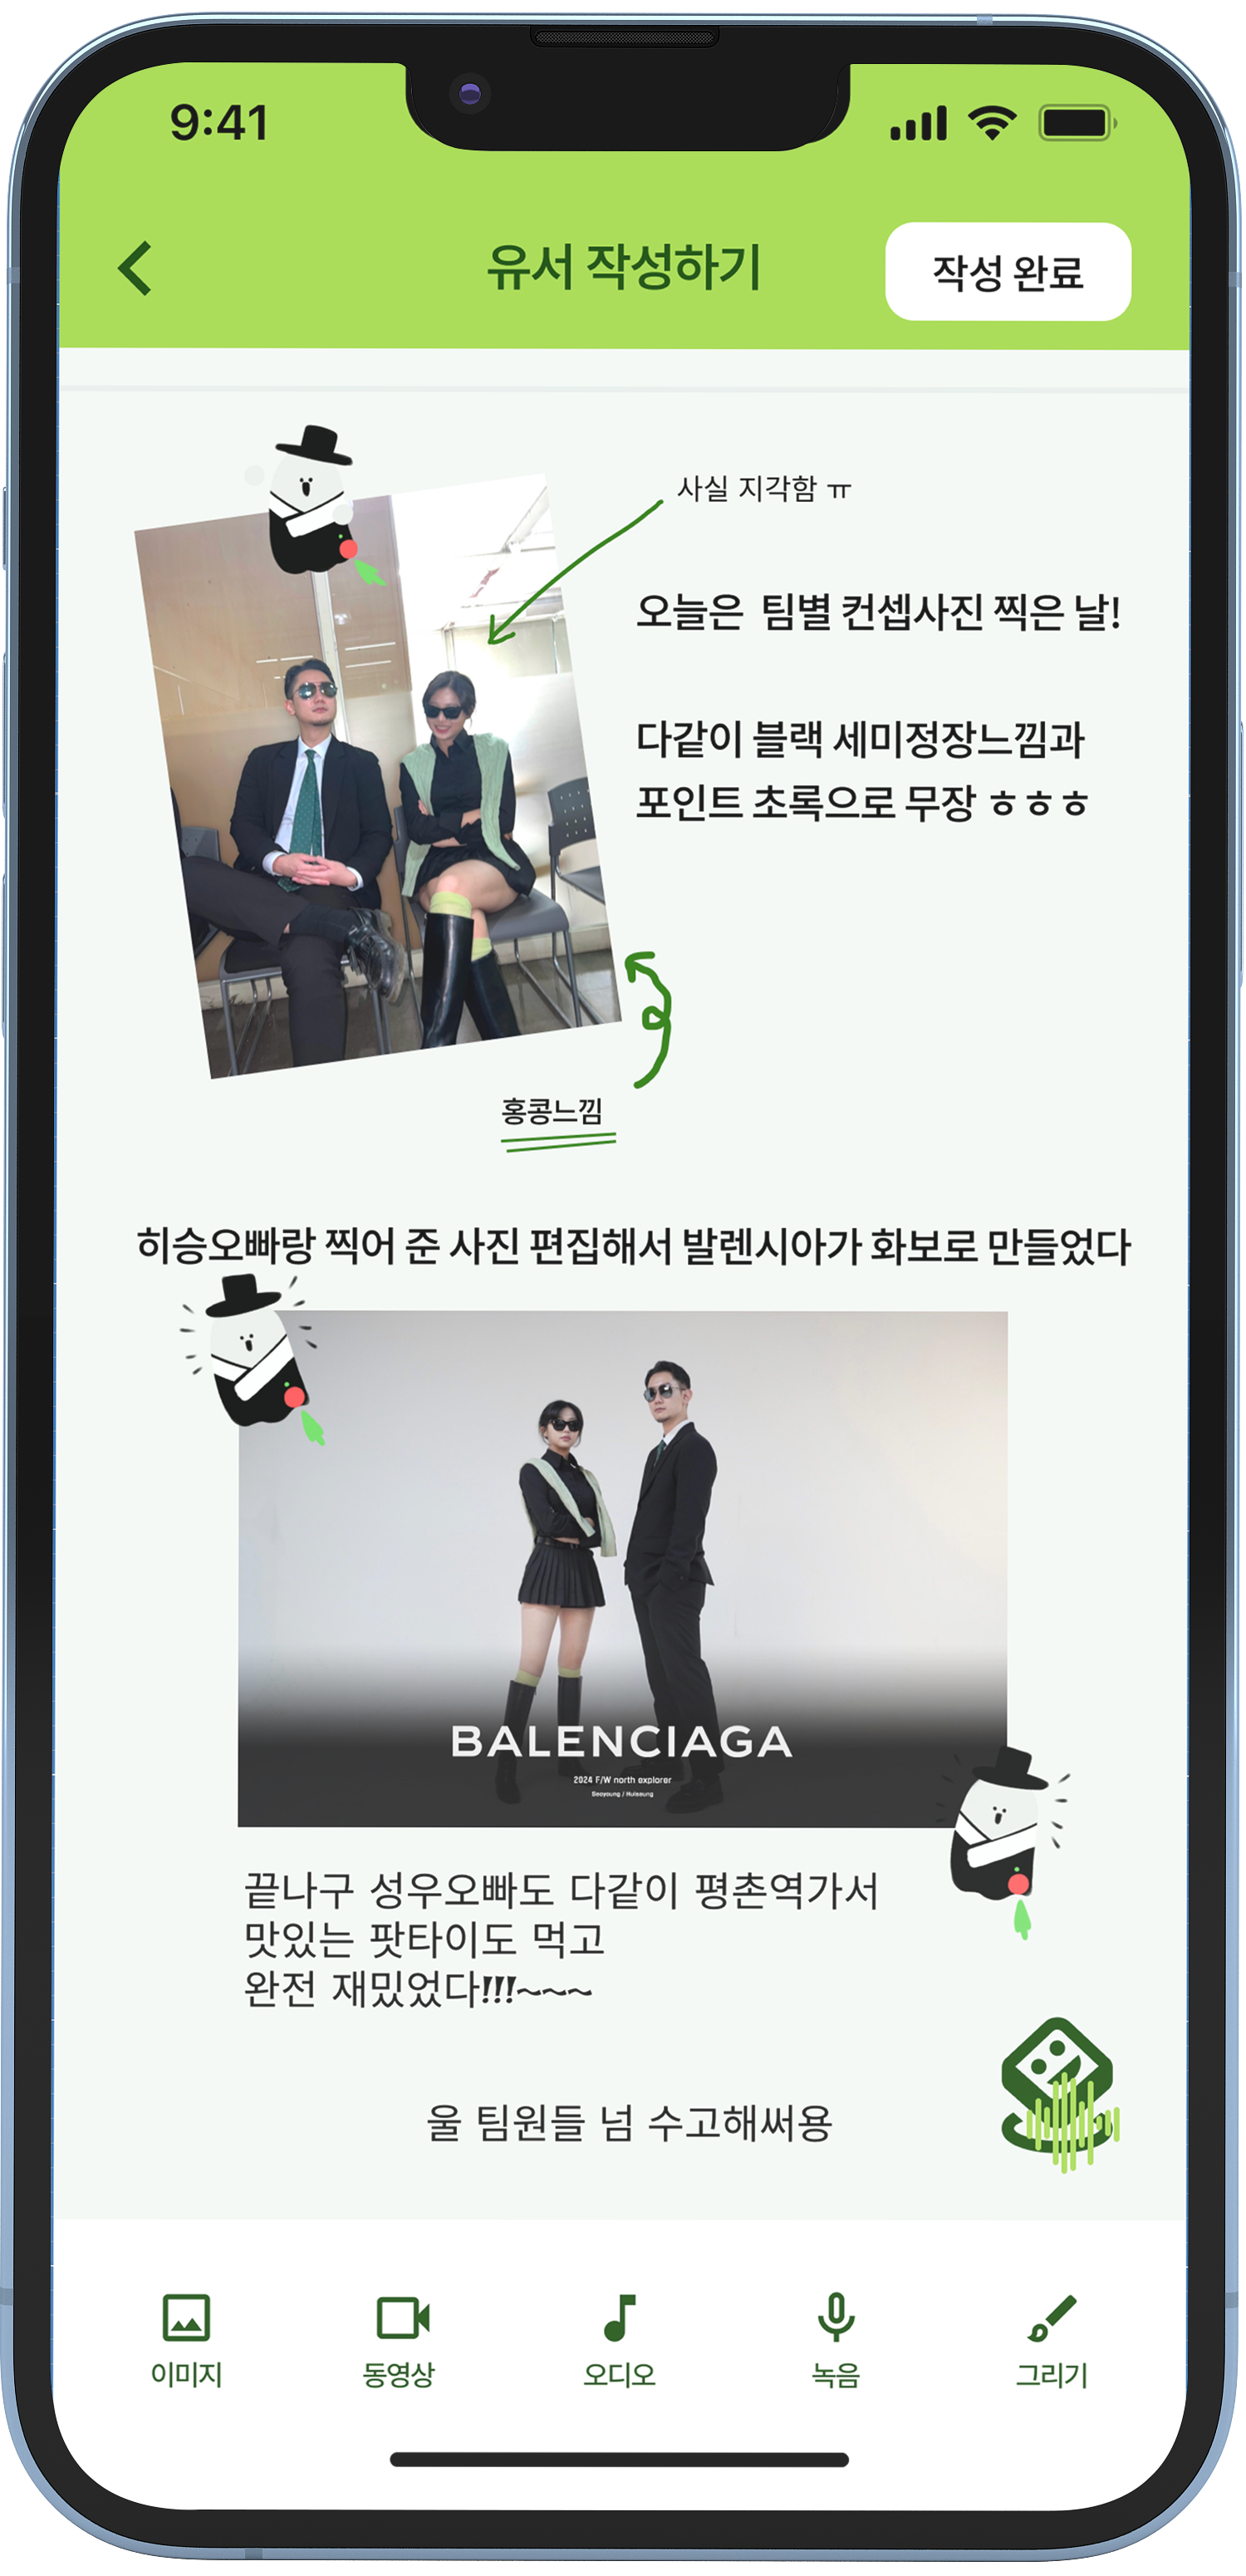 9:41
유서 작성하기
작성 완료
사실 지각함 ㅠ
오늘은 팀별 컨셉사진 찍은 날!
다같이 블랙 세미정장느낌과
포인트 초록으로 무장 ㅎㅎㅎ
홍콩느낌
히승오빠랑 찍어 준 사진 편집해서 발렌시아가 화보로 만들었다
BALENCIAGA
2024 F/W north explorer
Seoyoung / Huiseung
끝나구 성우오빠도 다같이 평촌역가서
맛있는 팟타이도 먹고
완전 재밌었다!!!~~~
울 팀원들 넘 수고해써용
이미지
동영상
오디오
녹음
그리기